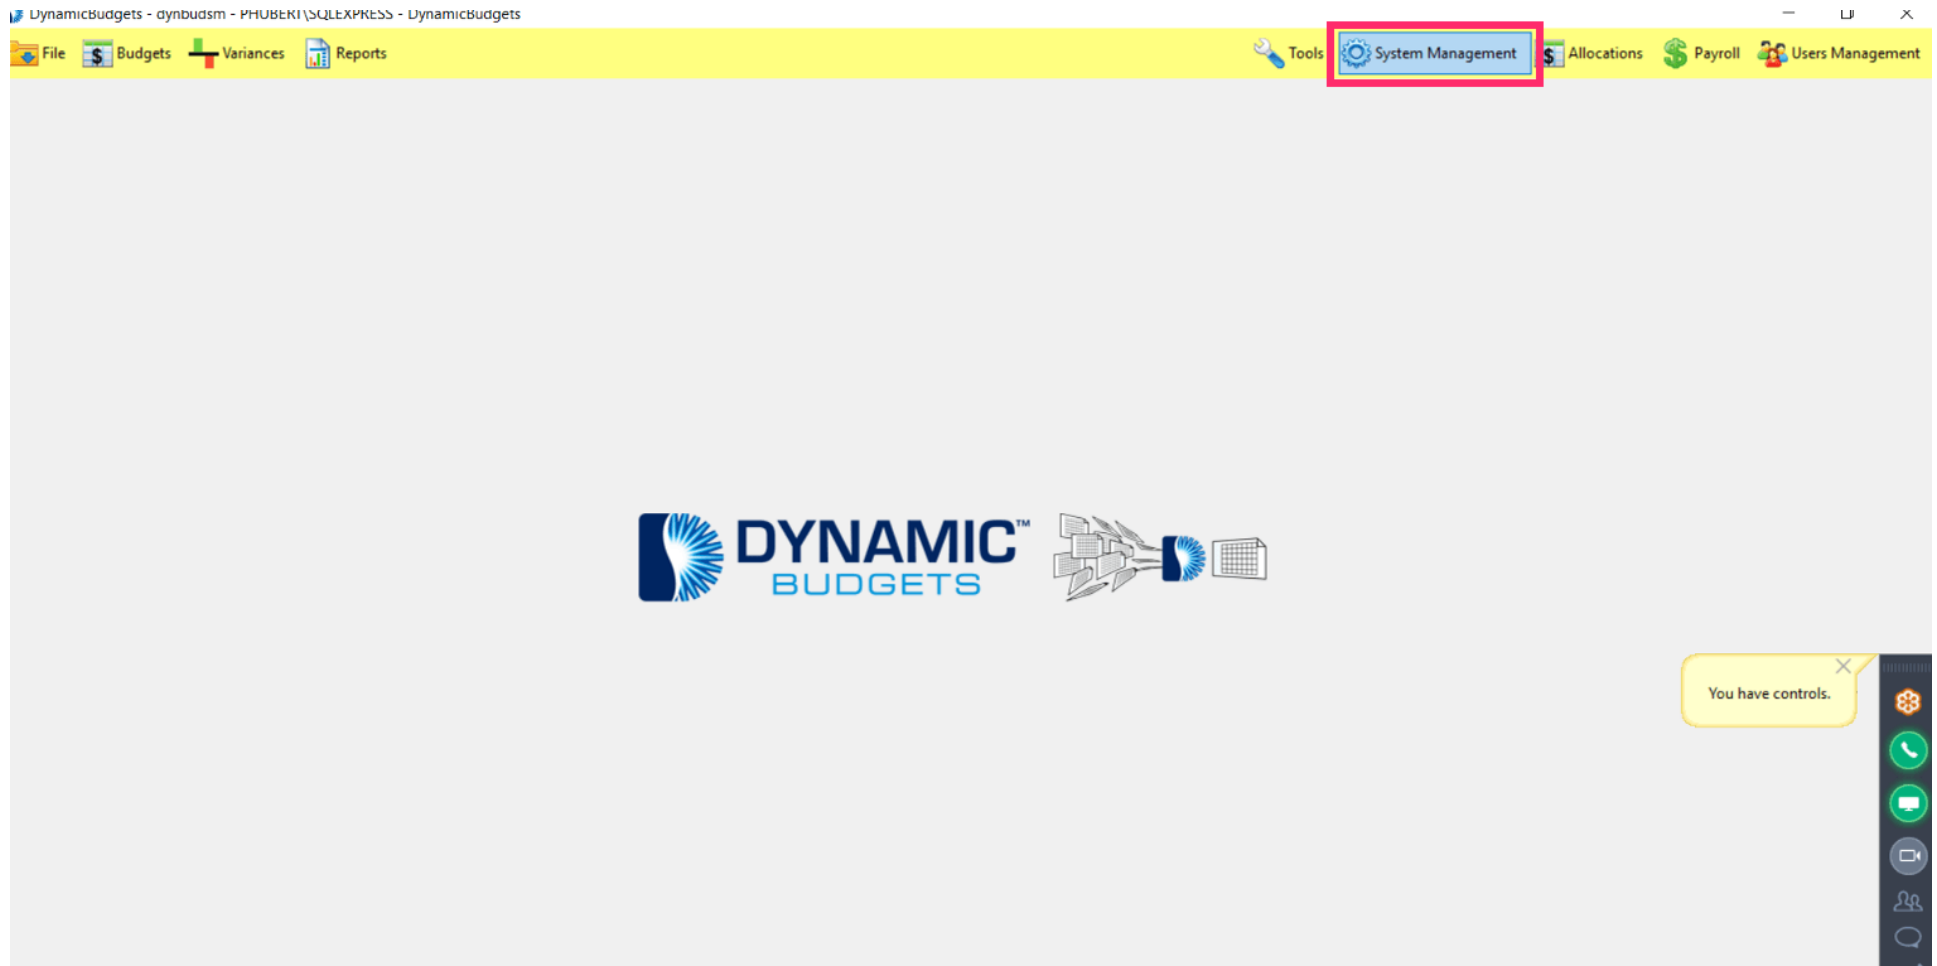 DynamicBudgets - dynbudsm - PHUBERT\SQLEXPRESS - DynamicBudgets
File Budgets Variances Reports Tools System Management Allocations Payroll Users Management
DYNAMIC™
BUDGETS
You have controls.